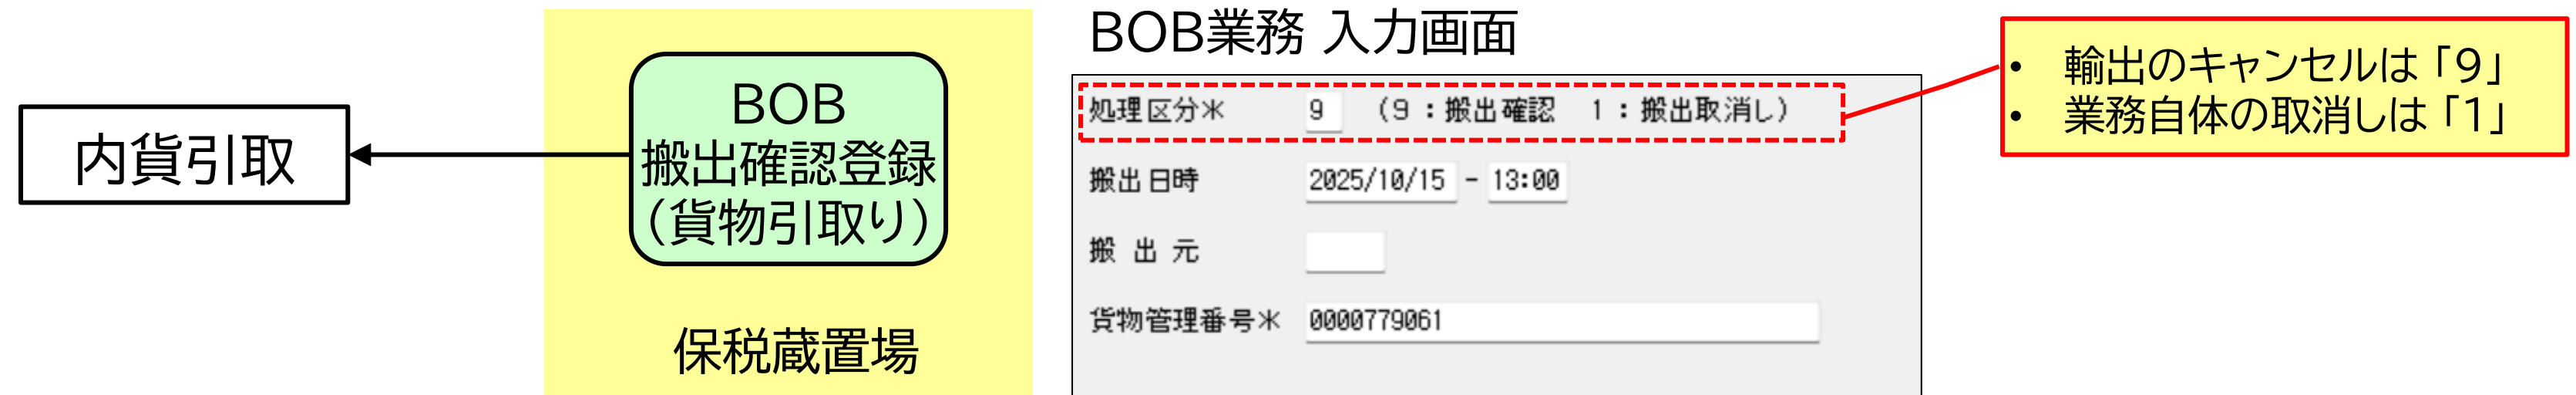 内貨引取
BOB
搬出確認登録
（貨物引取り）
保税蔵置場
BOB業務 入力画面
処理区分＊ 9 （９：搬出確認 １：搬出取消し）
搬出日時 2025/10/15 - 13:00
搬 出 元
貨物管理番号＊ 0000779061
• 輸出のキャンセルは「９」
• 業務自体の取消しは「１」